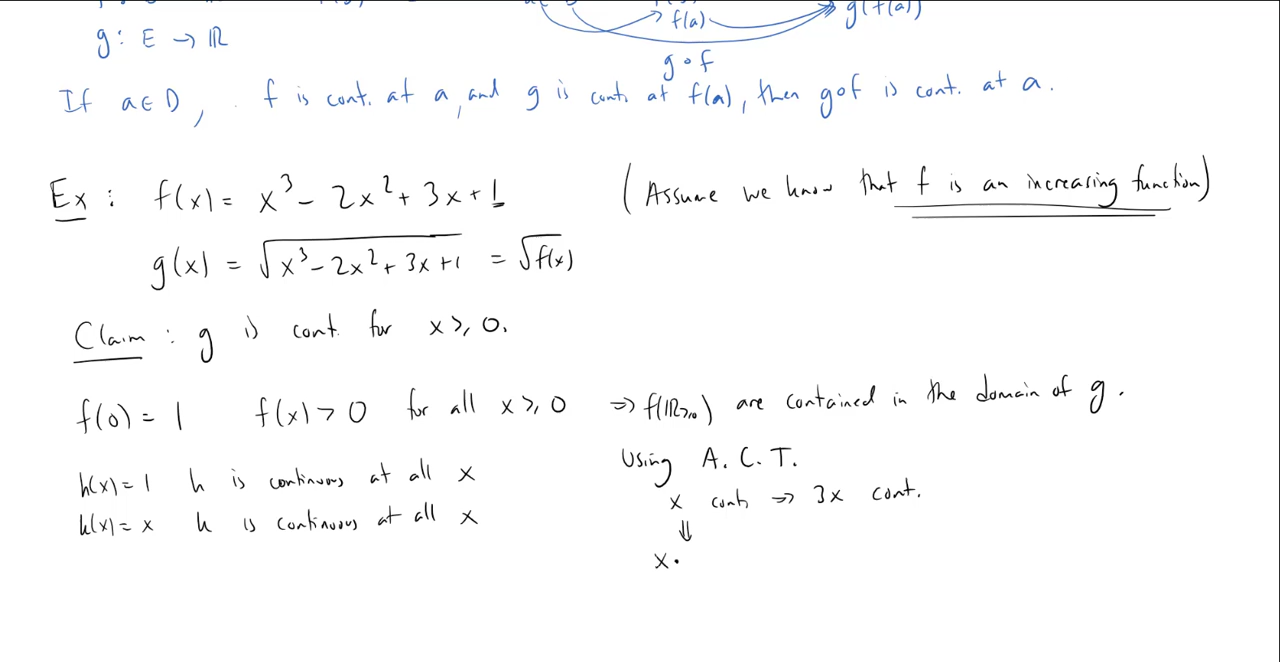 f(a) g(f(a))
g: E → ℝ
g∘f
If a∈D, f is cont. at a, and g is cont. at f(a), then g∘f is cont. at a.
Ex: f(x) = x³ - 2x² + 3x + 1 (Assume we know that f is an increasing function)
g(x) = √(x³ - 2x² + 3x + 1) = √f(x)
Claim: g is cont. for x ≥ 0.
f(0) = 1 f(x) > 0 for all x ≥ 0 ⇒ f(ℝ≥0) are contained in the domain of g.
Using A.C.T.
h(x) = 1 h is continuous at all x
x cont. ⇒ 3x cont.
k(x) = x k is continuous at all x
⇓
x ·